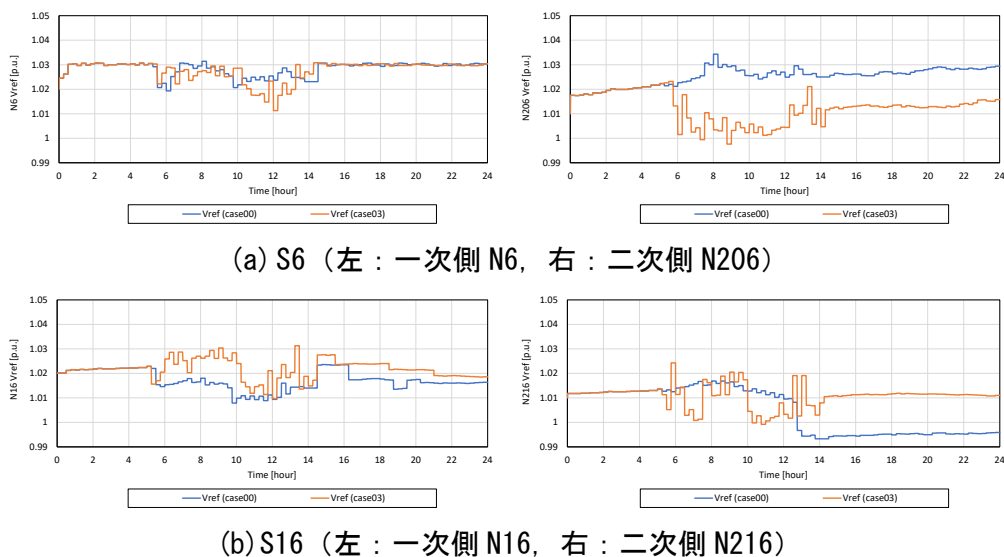 1.05
1.04
1.03
1.02
1.01
1
0.99
N6 Vref [p.u.]
0 2 4 6 8 10 12 14 16 18 20 22 24
Time [hour]
Vref (case00) Vref (case03)
1.05
1.04
1.03
1.02
1.01
1
0.99
N206 Vref [p.u.]
0 2 4 6 8 10 12 14 16 18 20 22 24
Time [hour]
Vref (case00) Vref (case03)
(a) S6（左：一次側 N6，右：二次側 N206）
1.05
1.04
1.03
1.02
1.01
1
0.99
N16 Vref [p.u.]
0 2 4 6 8 10 12 14 16 18 20 22 24
Time [hour]
Vref (case00) Vref (case03)
1.05
1.04
1.03
1.02
1.01
1
0.99
N216 Vref [p.u.]
0 2 4 6 8 10 12 14 16 18 20 22 24
Time [hour]
Vref (case00) Vref (case03)
(b) S16（左：一次側 N16，右：二次側 N216）